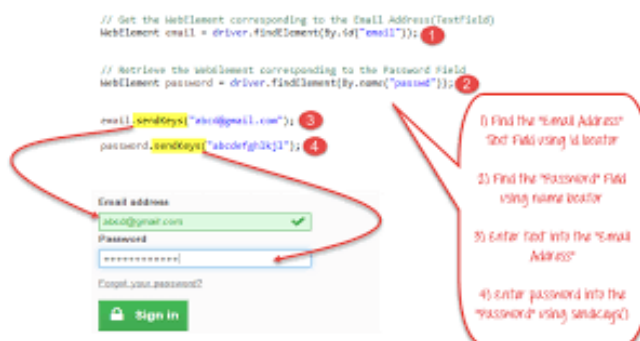 // Get the WebElement corresponding to the Email Address(TextField)
WebElement email = driver.findElement(By.id("email")); 1
// Retrieve the WebElement corresponding to the Password Field
WebElement password = driver.findElement(By.name("passwd")); 2
email.sendKeys("abcd@gmail.com"); 3
password.sendKeys("abcdefghlkjl"); 4
Email address
abcd@gmail.com
Password
************
Forgot your password?
Sign in
1) Find the "Email Address"
Text Field using id locator
2) Find the "Password" Field
using name locator
3) Enter text into the "Email
Address"
4) Enter password into the
"Password" using sendkeys()